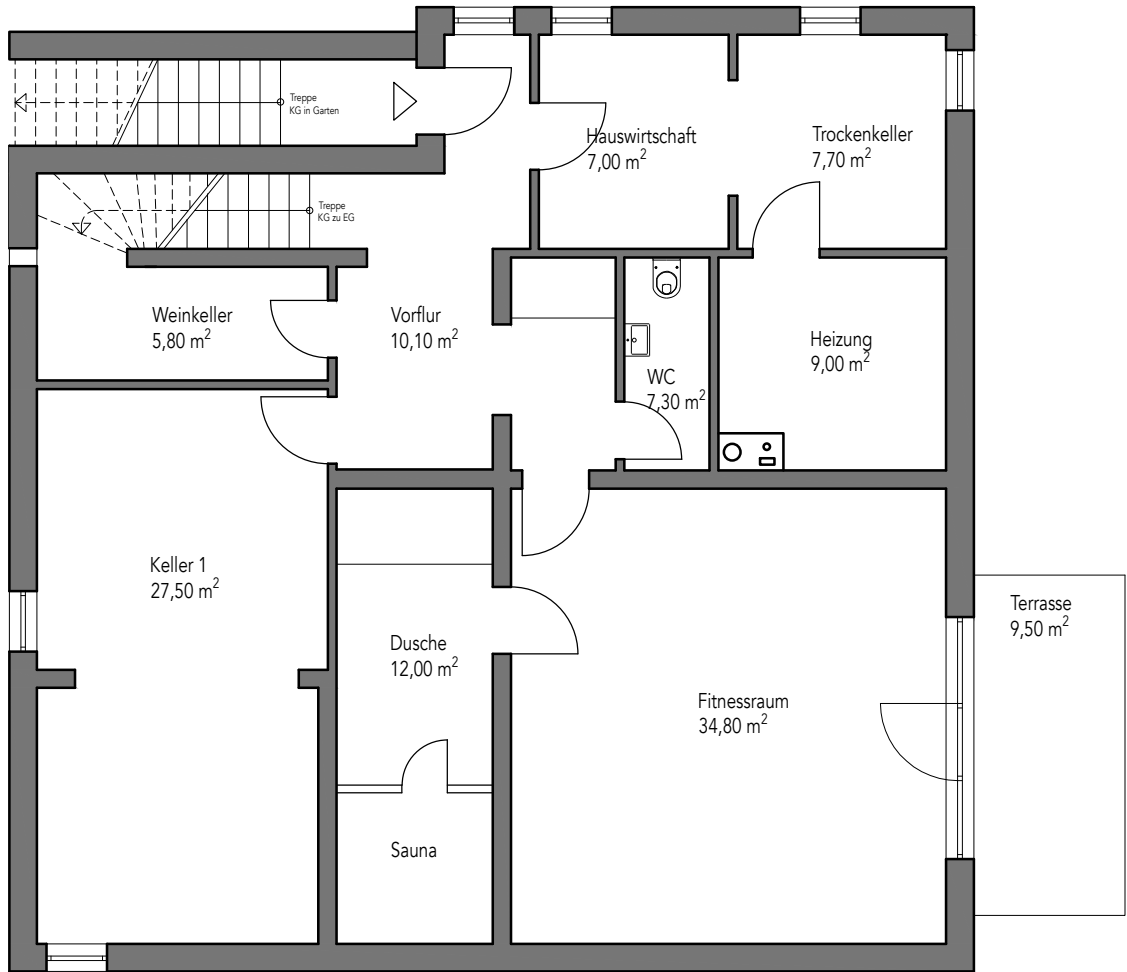 Treppe
KG in Garten
Hauswirtschaft
7,00 m²
Trockenkeller
7,70 m²
Treppe
KG zu EG
Weinkeller
5,80 m²
Vorflur
10,10 m²
WC
7,30 m²
Heizung
9,00 m²
Keller 1
27,50 m²
Dusche
12,00 m²
Fitnessraum
34,80 m²
Terrasse
9,50 m²
Sauna